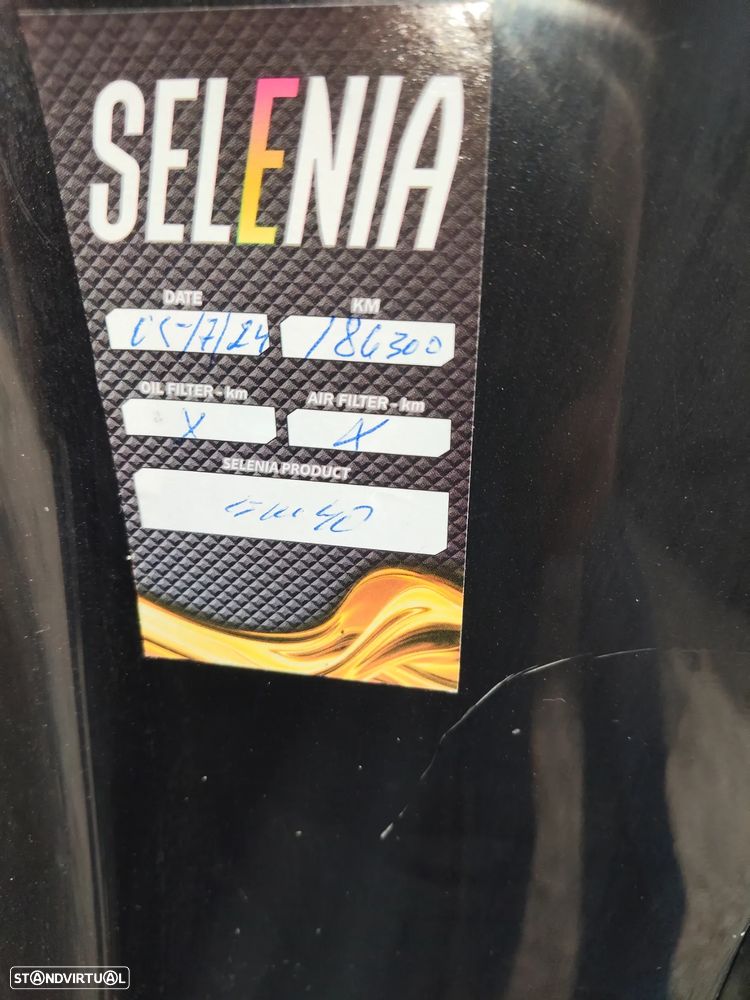 SELENIA
DATE KM
05/7/24 186300
OIL FILTER - km AIR FILTER - km
X X
SELENIA PRODUCT
5W40
STANDVIRTUAL